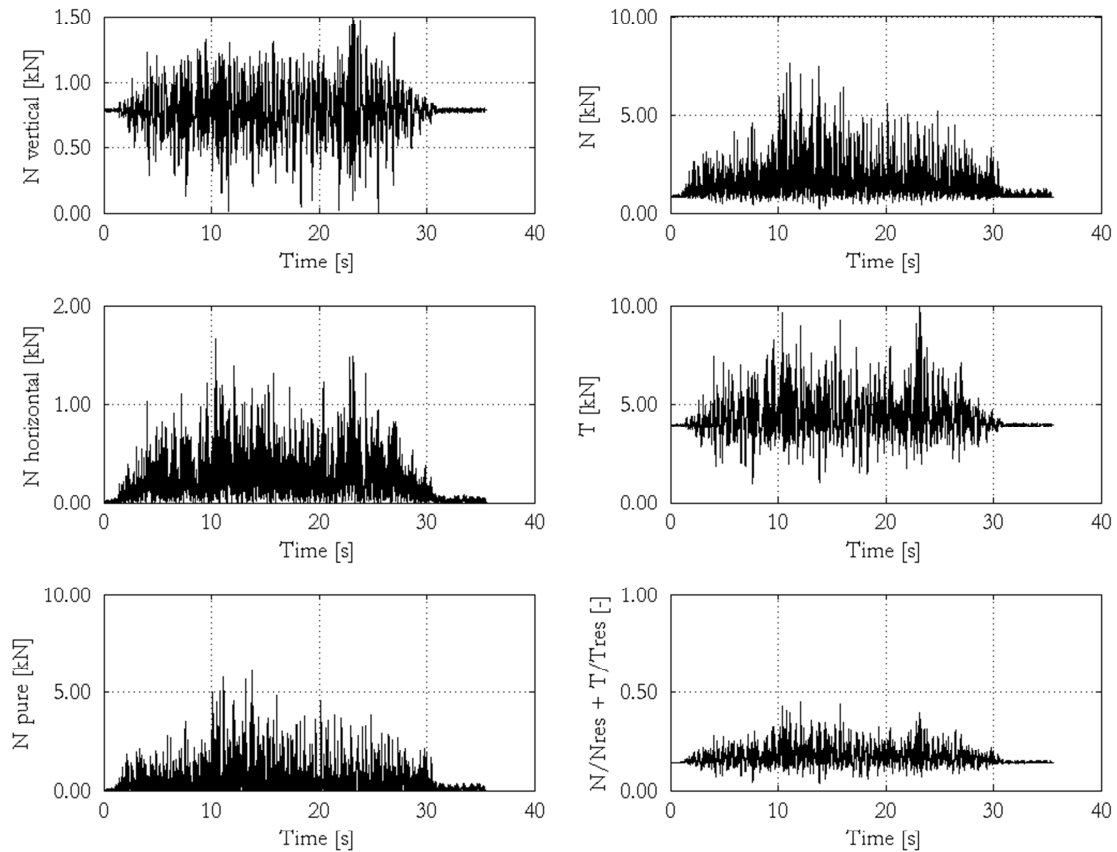 N vertical [kN]
1.50
1.00
0.50
0.00
0 10 20 30 40
Time [s]
N [kN]
10.00
5.00
0.00
0 10 20 30 40
Time [s]
N horizontal [kN]
2.00
1.00
0.00
0 10 20 30 40
Time [s]
T [kN]
10.00
5.00
0.00
0 10 20 30 40
Time [s]
N pure [kN]
10.00
5.00
0.00
0 10 20 30 40
Time [s]
N/Nres + T/Tres [-]
1.00
0.50
0.00
0 10 20 30 40
Time [s]